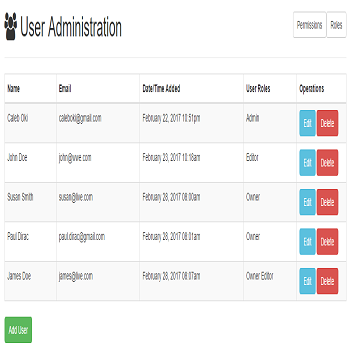 User Administration
Permissions Roles
Name Email Date/Time Added User Roles Operations
Caleb Oki calebokl@gmail.com February 22, 2017 10:51pm Admin Edit Delete
John Doe john@wwe.com February 23, 2017 10:18am Editor Edit Delete
Susan Smith susan@live.com February 28, 2017 08:00am Owner Edit Delete
Paul Dirac paul.dirac@gmail.com February 28, 2017 08:01am Owner Edit Delete
James Doe james@live.com February 28, 2017 08:07am Owner Editor Edit Delete
Add User